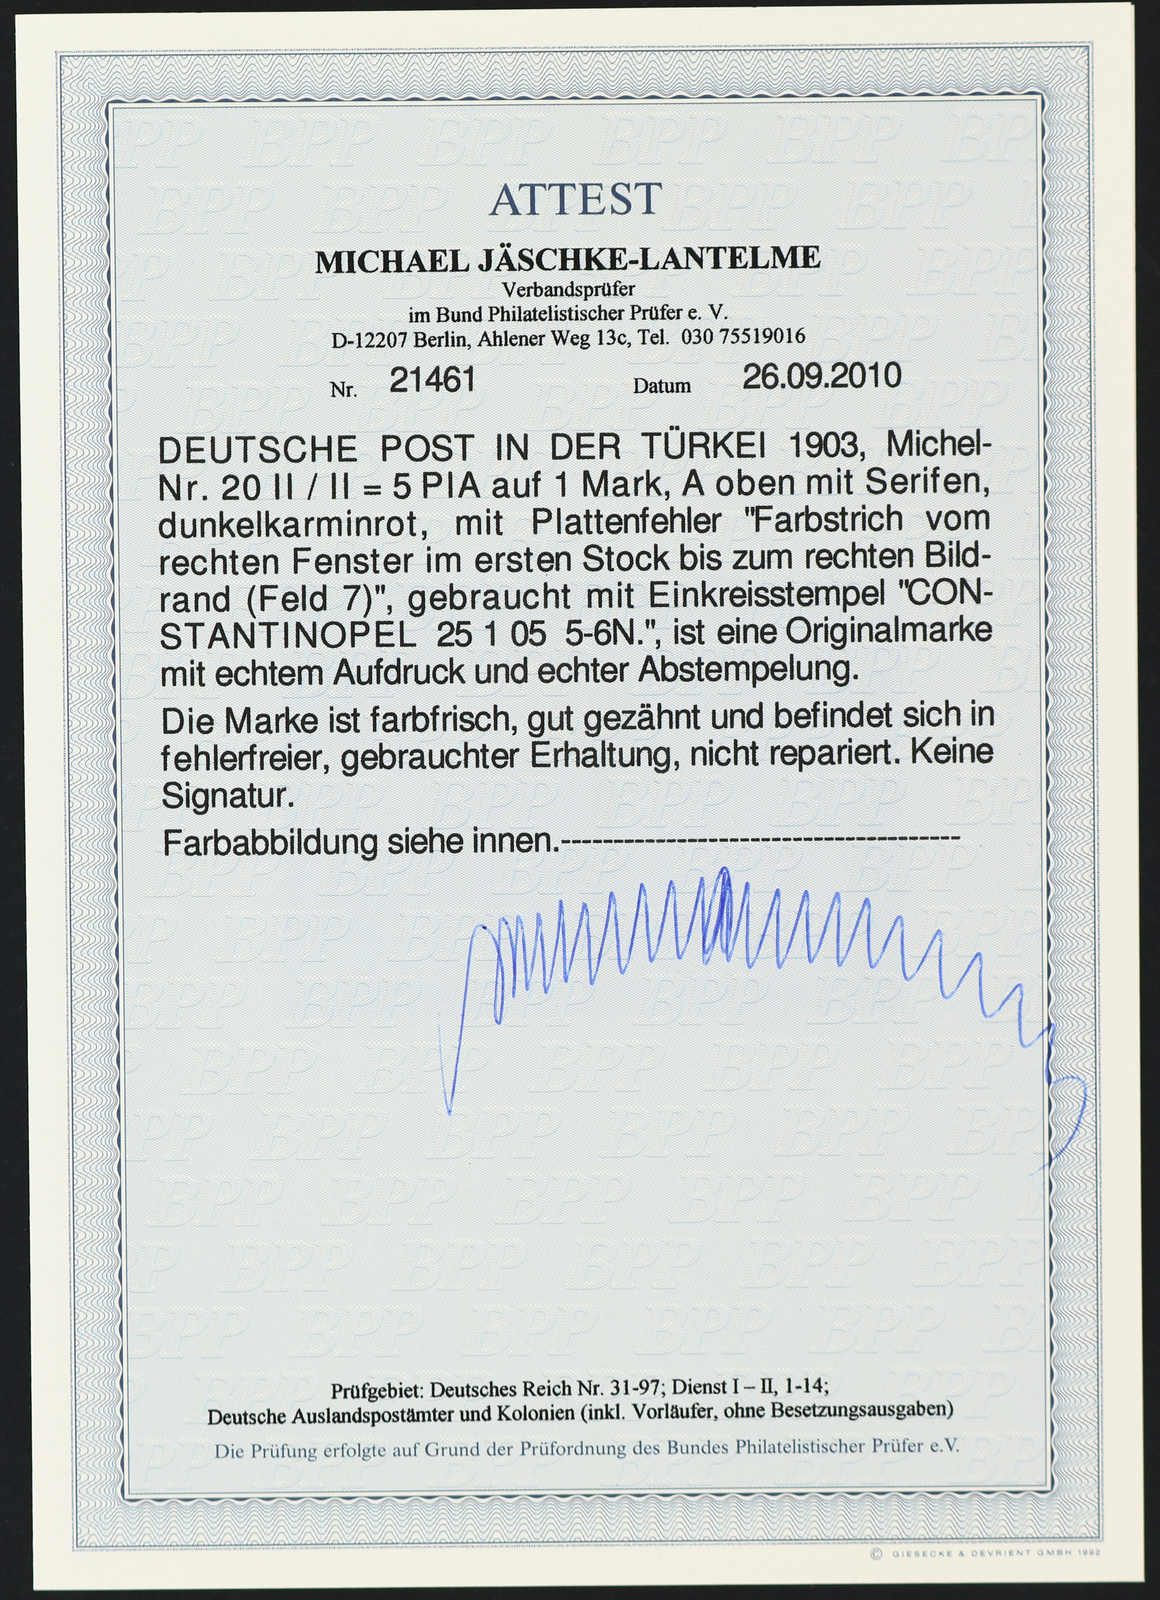 ATTEST
MICHAEL JÄSCHKE-LANTELME
Verbandsprüfer
im Bund Philatelistischer Prüfer e. V.
D-12207 Berlin, Ahlener Weg 13c, Tel. 030 75519016
Nr. 21461 Datum 26.09.2010
DEUTSCHE POST IN DER TÜRKEI 1903, Michel-
Nr. 20 II / II = 5 PIA auf 1 Mark, A oben mit Serifen,
dunkelkarminrot, mit Plattenfehler "Farbstrich vom
rechten Fenster im ersten Stock bis zum rechten Bild-
rand (Feld 7)", gebraucht mit Einkreisstempel "CON-
STANTINOPEL 25 1 05 5-6N.", ist eine Originalmarke
mit echtem Aufdruck und echter Abstempelung.
Die Marke ist farbfrisch, gut gezähnt und befindet sich in
fehlerfreier, gebrauchter Erhaltung, nicht repariert. Keine
Signatur.
Farbabbildung siehe innen.--------------------------------------
Prüfgebiet: Deutsches Reich Nr. 31-97; Dienst I – II, 1-14;
Deutsche Auslandspostämter und Kolonien (inkl. Vorläufer, ohne Besetzungsausgaben)
Die Prüfung erfolgte auf Grund der Prüfordnung des Bundes Philatelistischer Prüfer e.V.
© GIESECKE & DEVRIENT GMBH 1992